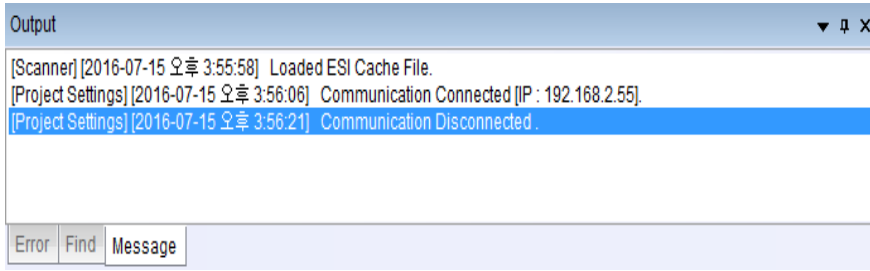 Output
[Scanner] [2016-07-15 오후 3:55:58] Loaded ESI Cache File.
[Project Settings] [2016-07-15 오후 3:56:06] Communication Connected [IP : 192.168.2.55].
[Project Settings] [2016-07-15 오후 3:56:21] Communication Disconnected .
Error Find Message